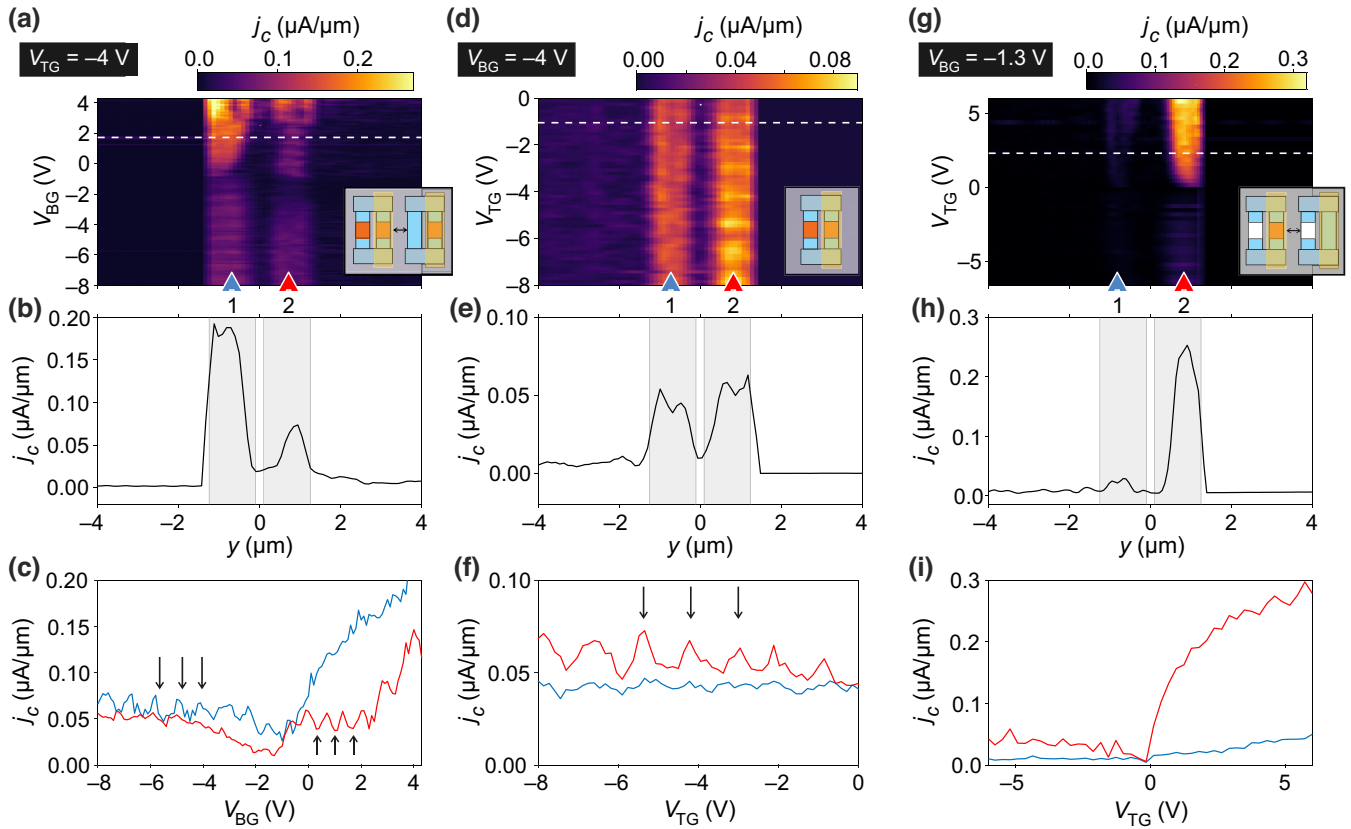 (a)
j_c (µA/µm)
V_TG = –4 V
0.0 0.1 0.2
4
2
0
–2
–4
–6
–8
V_BG (V)
1 2
(b)
0.20
0.15
0.10
0.05
0.00
j_c (µA/µm)
–4 –2 0 2 4
y (µm)
(c)
0.20
0.15
0.10
0.05
0.00
j_c (µA/µm)
–8 –6 –4 –2 0 2 4
V_BG (V)
(d)
j_c (µA/µm)
V_BG = –4 V
0.00 0.04 0.08
0
–2
–4
–6
–8
V_TG (V)
1 2
(e)
0.10
0.05
0.00
j_c (µA/µm)
–4 –2 0 2 4
y (µm)
(f)
0.10
0.05
0.00
j_c (µA/µm)
–8 –6 –4 –2 0
V_TG (V)
(g)
j_c (µA/µm)
V_BG = –1.3 V
0.0 0.1 0.2 0.3
5
0
–5
V_TG (V)
1 2
(h)
0.3
0.2
0.1
0.0
j_c (µA/µm)
–4 –2 0 2 4
y (µm)
(i)
0.3
0.2
0.1
0.0
j_c (µA/µm)
–5 0 5
V_TG (V)